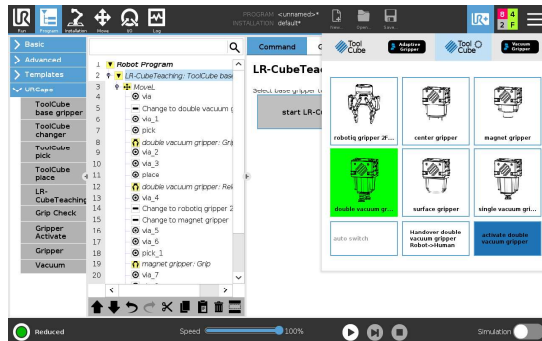 Run
Program
Installation
Move
I/O
Log
PROGRAM <unnamed>*
INSTALLATION default*
New...
Open...
Save...
UR+
8 4
2 F
Basic
Advanced
Templates
URCaps
ToolCube
base gripper
ToolCube
changer
ToolCube
pick
ToolCube
place
LR-
CubeTeaching
Grip Check
Gripper
Activate
Gripper
Vacuum
1 Robot Program
2 LR-CubeTeaching: ToolCube base
3 MoveL
4 via
5 Change to double vacuum g
6 via_1
7 pick
8 double vacuum gripper: Grip
9 via_2
10 via_3
11 place
12 double vacuum gripper: Rel
13 via_4
14 Change to robotiq gripper 2
15 Change to magnet gripper
16 via_5
17 via_6
18 pick_1
19 magnet gripper: Grip
20 via_7
Command
G
LR-CubeTea
Select base gripper
start LR-C
Tool
Cube
Adaptive
Gripper
Tool
Cube
Vacuum
Gripper
robotiq gripper 2F...
center gripper
magnet gripper
double vacuum gr...
surface gripper
single vacuum gri...
auto switch
Handover double
vacuum gripper
Robot->Human
activate double
vacuum gripper
Reduced
Speed
100%
Simulation